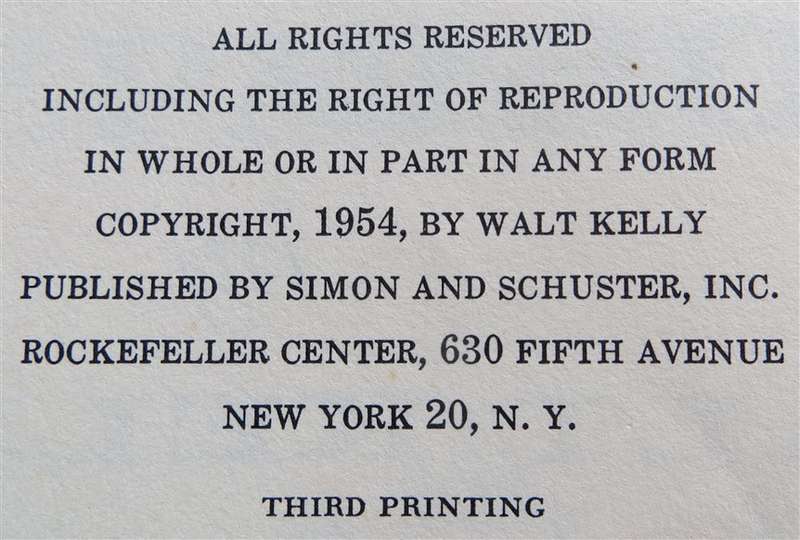 ALL RIGHTS RESERVED
INCLUDING THE RIGHT OF REPRODUCTION
IN WHOLE OR IN PART IN ANY FORM
COPYRIGHT, 1954, BY WALT KELLY
PUBLISHED BY SIMON AND SCHUSTER, INC.
ROCKEFELLER CENTER, 630 FIFTH AVENUE
NEW YORK 20, N. Y.
THIRD PRINTING